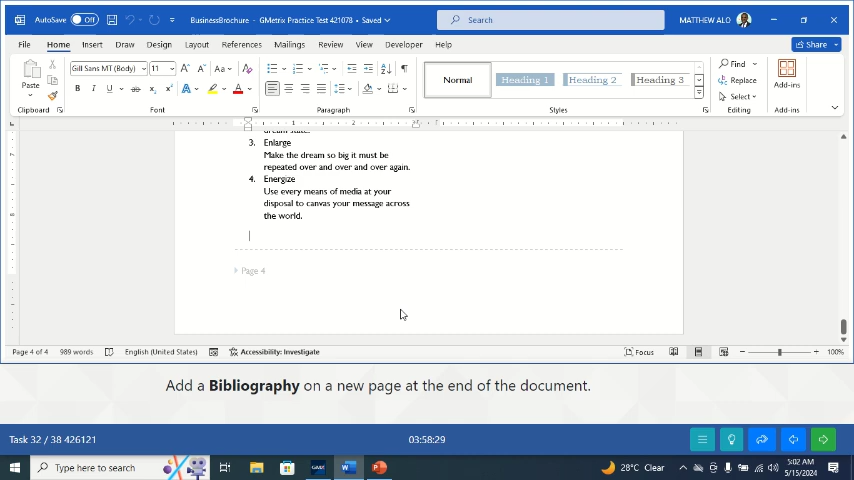 AutoSave Off BusinessBrochure - GMetrix Practice Test 421078 • Saved Search MATTHEW ALO
File Home Insert Draw Design Layout References Mailings Review View Developer Help Share
Paste Gill Sans MT (Body) 11 Aa Normal Heading 1 Heading 2 Heading 3 Find Replace Select Add-ins
Clipboard Font Paragraph Styles Editing Add-ins
dream state.
3. Enlarge
Make the dream so big it must be
repeated over and over and over again.
4. Energize
Use every means of media at your
disposal to canvas your message across
the world.
Page 4
Page 4 of 4 989 words English (United States) Accessibility: Investigate Focus 100%
Add a Bibliography on a new page at the end of the document.
Task 32 / 38 426121 03:58:29
Type here to search 28°C Clear 5:02 AM
5/15/2024